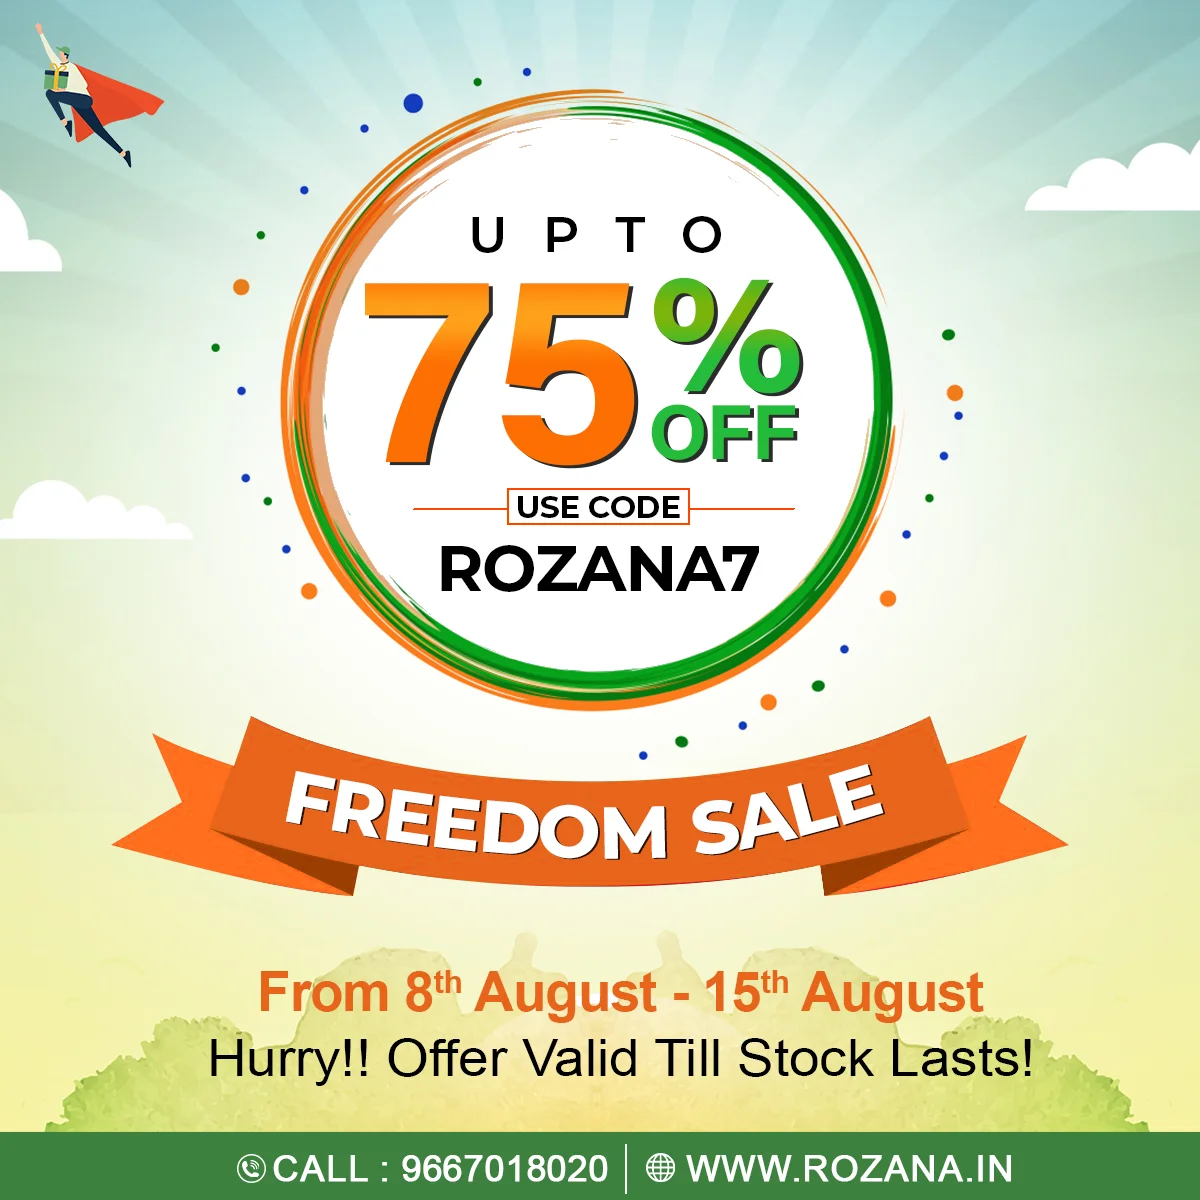 UPTO
75% OFF
USE CODE
ROZANA7
FREEDOM SALE
From 8th August - 15th August
Hurry!! Offer Valid Till Stock Lasts!
CALL : 9667018020 | WWW.ROZANA.IN